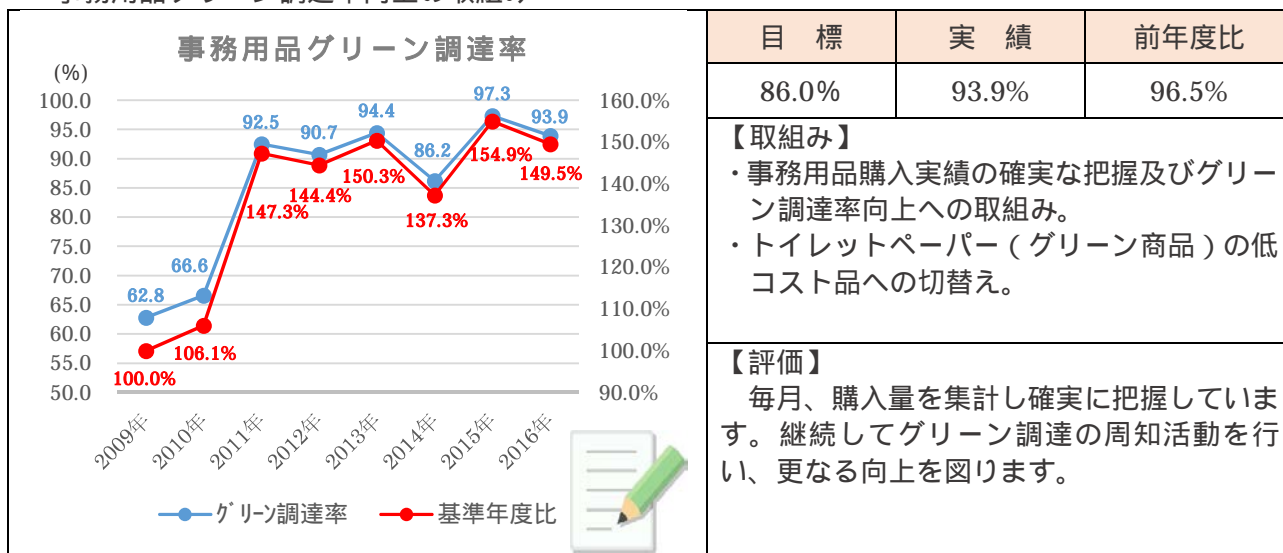 事務用品グリーン調達率
(%)
100.0
95.0
90.0
85.0
80.0
75.0
70.0
65.0
60.0
55.0
50.0
160.0%
150.0%
140.0%
130.0%
120.0%
110.0%
100.0%
90.0%
62.8
66.6
92.5
90.7
94.4
86.2
97.3
93.9
100.0%
106.1%
147.3%
144.4%
150.3%
137.3%
154.9%
149.5%
2009年
2010年
2011年
2012年
2013年
2014年
2015年
2016年
グリーン調達率
基準年度比
目 標 実 績 前年度比
86.0% 93.9% 96.5%
【取組み】
・事務用品購入実績の確実な把握及びグリー
ン調達率向上への取組み。
・トイレットペーパー(グリーン商品)の低
コスト品への切替え。
【評価】
毎月、購入量を集計し確実に把握していま
す。継続してグリーン調達の周知活動を行
い、更なる向上を図ります。